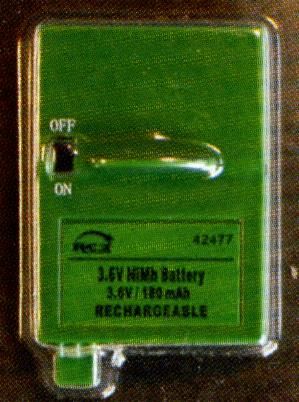 OFF
ON
42477
3.6V NiMh Battery
3.6V / 180 mAh
RECHARGEABLE